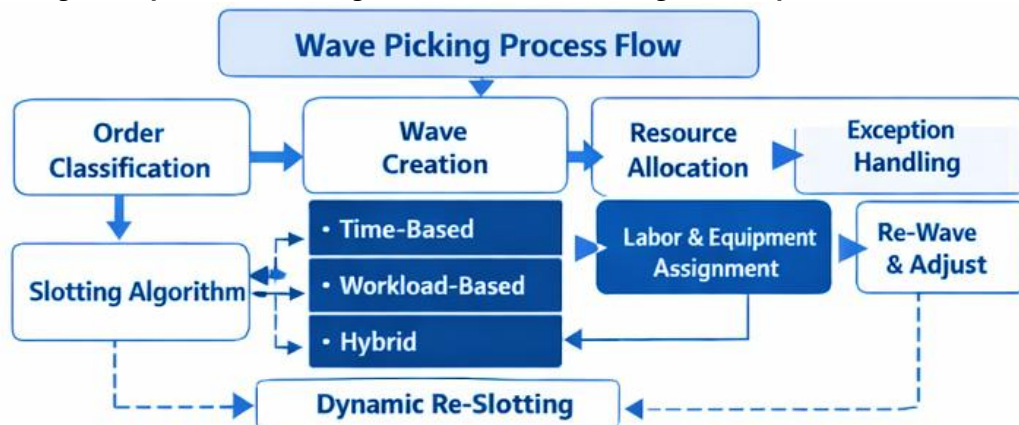 Wave Picking Process Flow
Order
Classification
Wave
Creation
Resource
Allocation
Exception
Handling
Slotting Algorithm
• Time-Based
• Workload-Based
• Hybrid
Labor & Equipment
Assignment
Re-Wave
& Adjust
Dynamic Re-Slotting